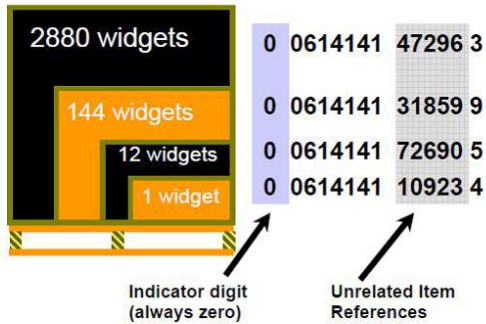 2880 widgets 0 0614141 47296 3
144 widgets 0 0614141 31859 9
12 widgets 0 0614141 72690 5
1 widget 0 0614141 10923 4
Indicator digit Unrelated Item
(always zero) References